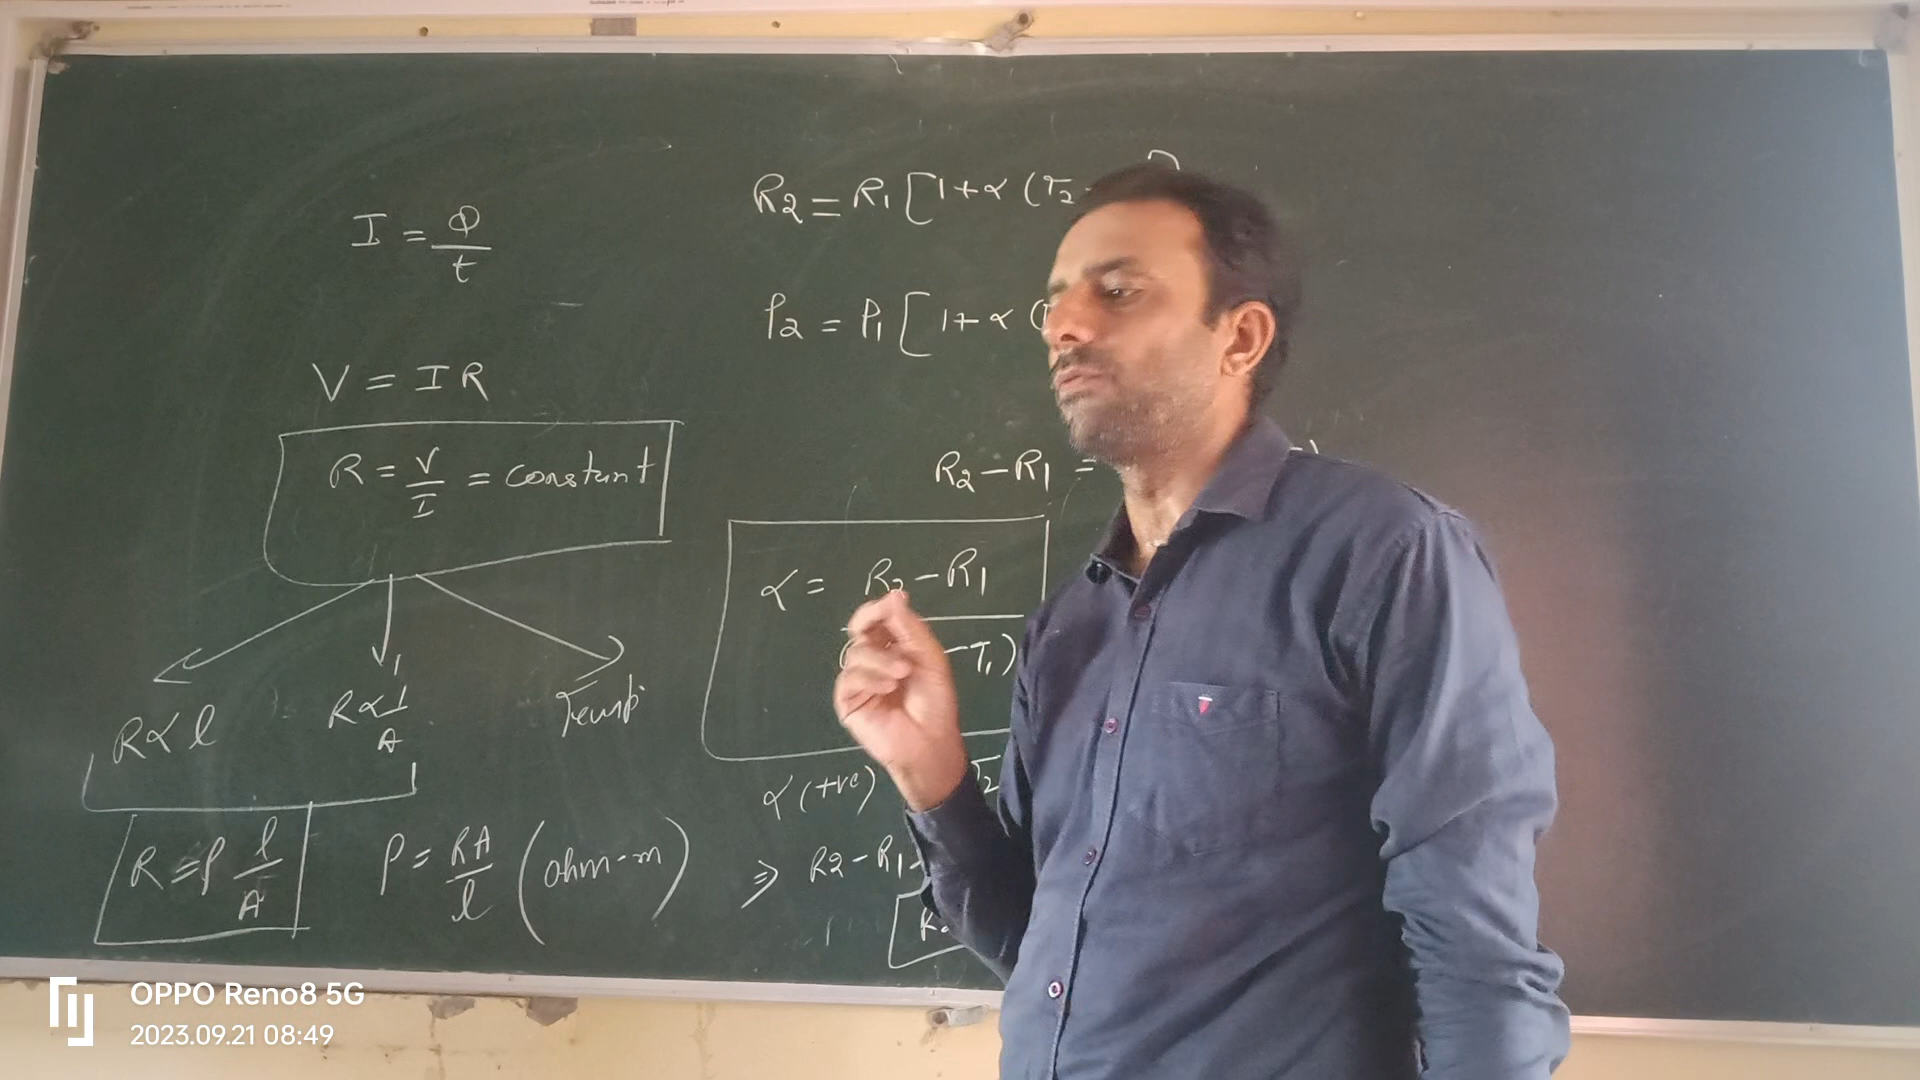 I = Q/t
V = IR
R = V/I = constant
R ∝ l
R ∝ 1/A
Temp.
R = ρ l/A
ρ = RA/l (ohm-m)
R2 = R1 [1+α (T2
ρ2 = ρ1 [1+α (
R2 - R1 =
α = R2 - R1
- T1)
α (+ve)
T2
⇒ R2 - R1
OPPO Reno8 5G
2023.09.21 08:49